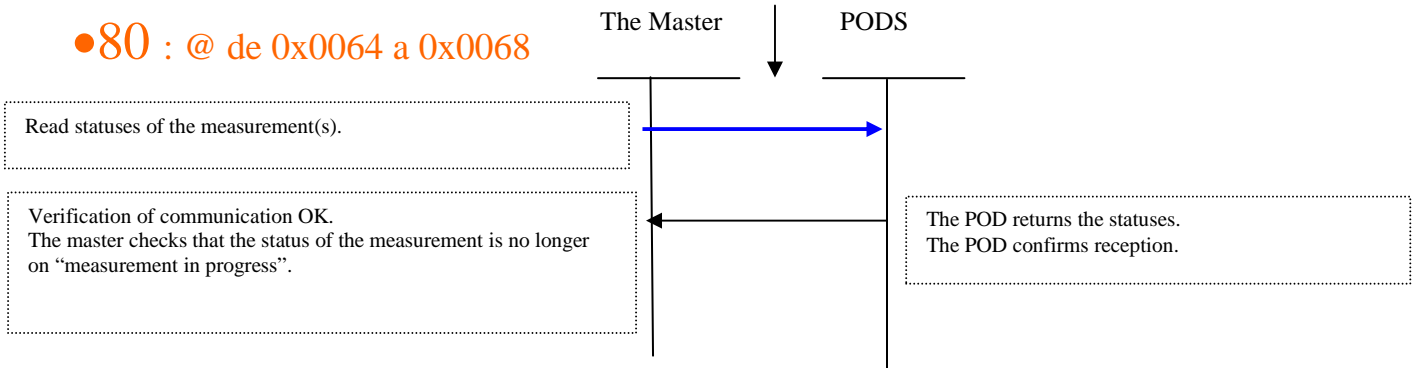 The Master
PODS
•80 : @ de 0x0064 a 0x0068
Read statuses of the measurement(s).
Verification of communication OK.
The master checks that the status of the measurement is no longer
on “measurement in progress”.
The POD returns the statuses.
The POD confirms reception.